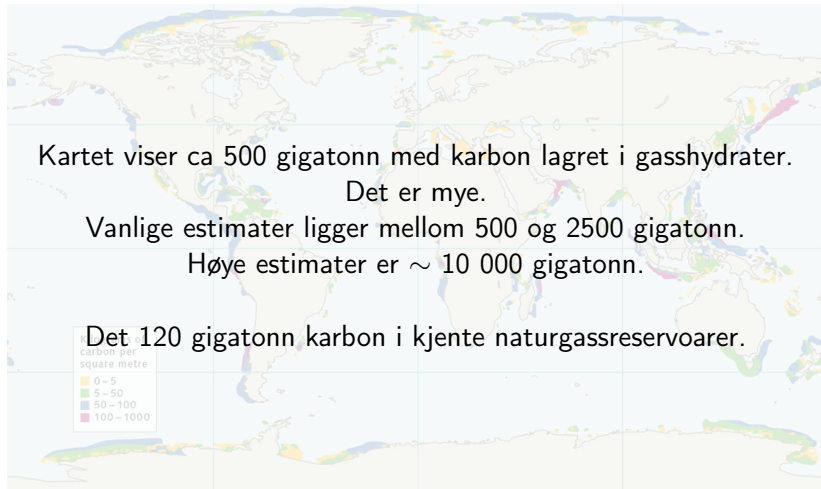 Kartet viser ca 500 gigatonn med karbon lagret i gasshydrater.
Det er mye.
Vanlige estimater ligger mellom 500 og 2500 gigatonn.
Høye estimater er ∼ 10 000 gigatonn.
Det 120 gigatonn karbon i kjente naturgassreservoarer.
carbon per
square metre
0–5
5–50
50–100
100–1000